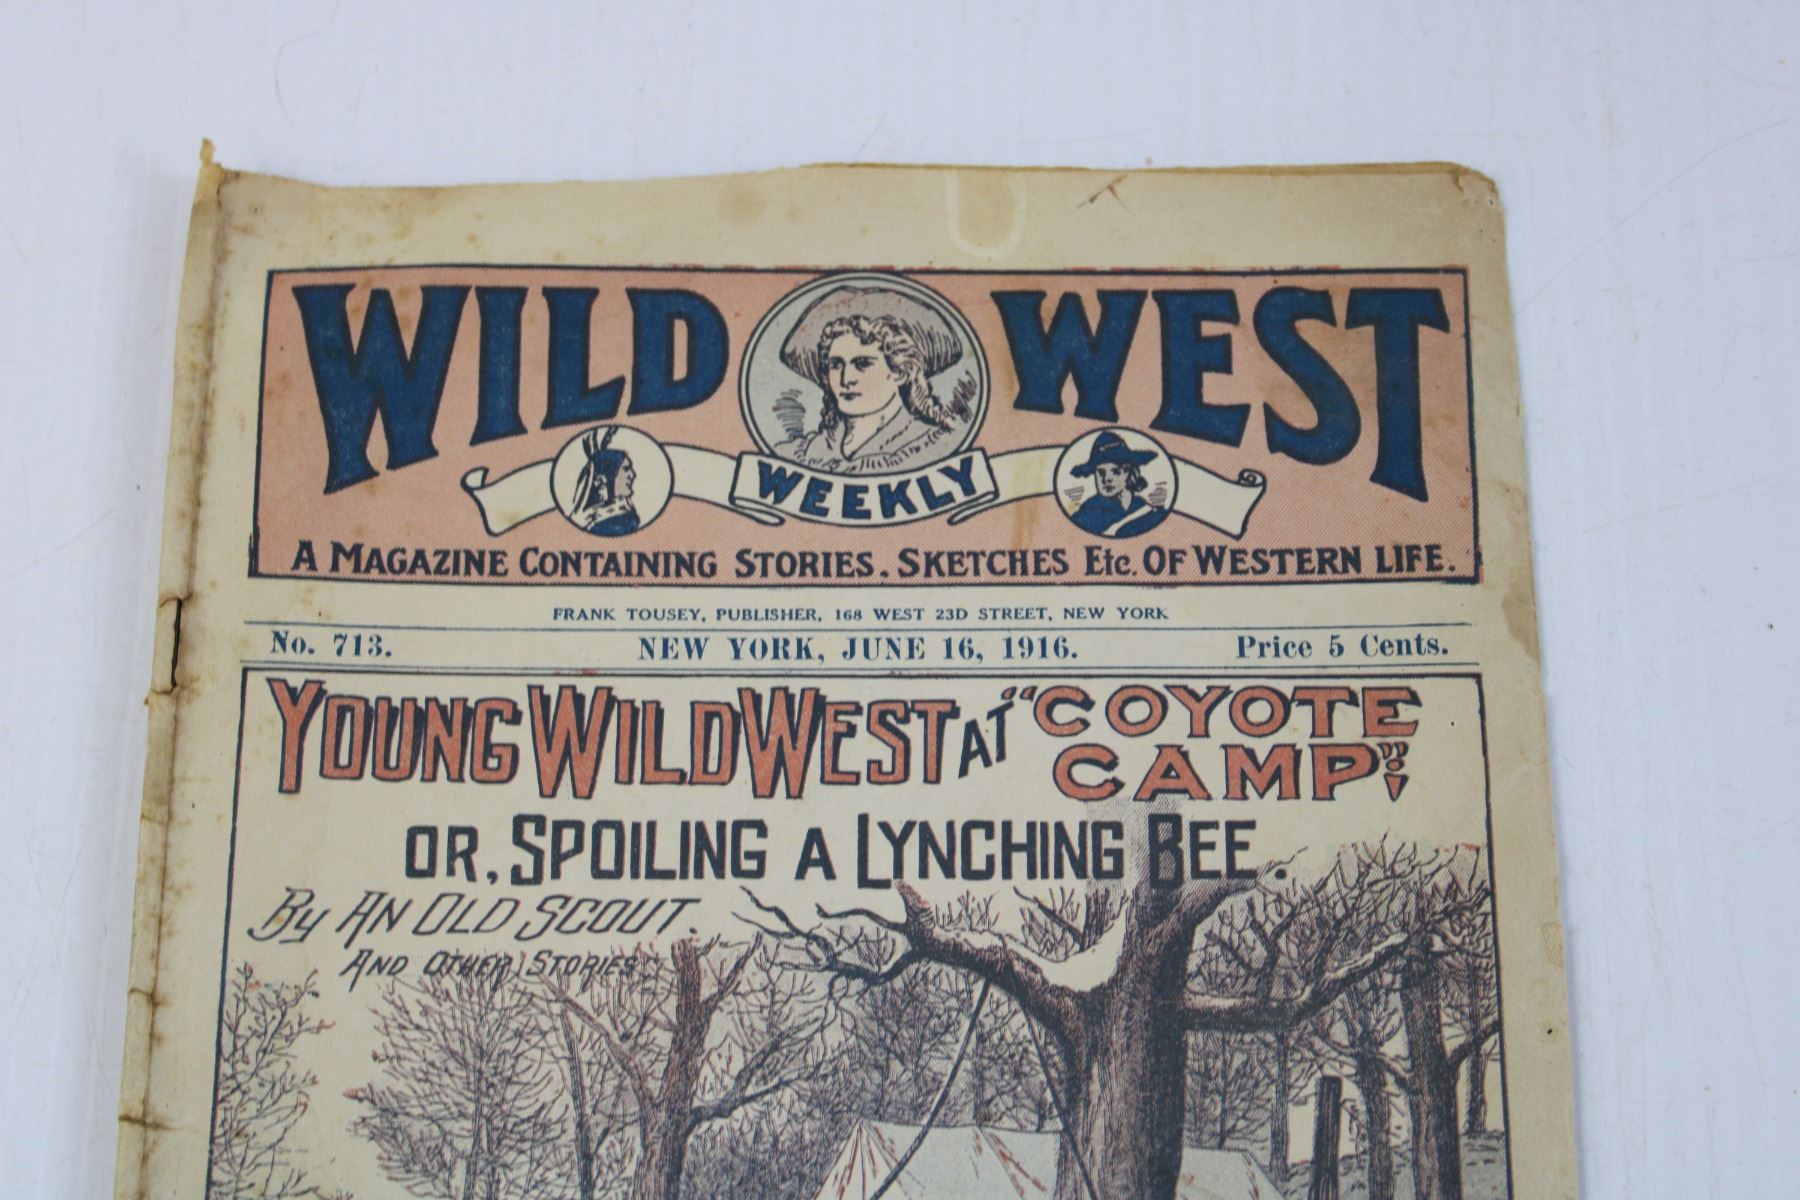 WILD WEST
WEEKLY
A MAGAZINE CONTAINING STORIES, SKETCHES Etc. OF WESTERN LIFE.
FRANK TOUSEY, PUBLISHER, 168 WEST 23D STREET, NEW YORK
No. 713. NEW YORK, JUNE 16, 1916. Price 5 Cents.
YOUNG WILD WEST AT "COYOTE
CAMP";
OR, SPOILING A LYNCHING BEE.
By AN OLD SCOUT.
AND OTHER STORIES